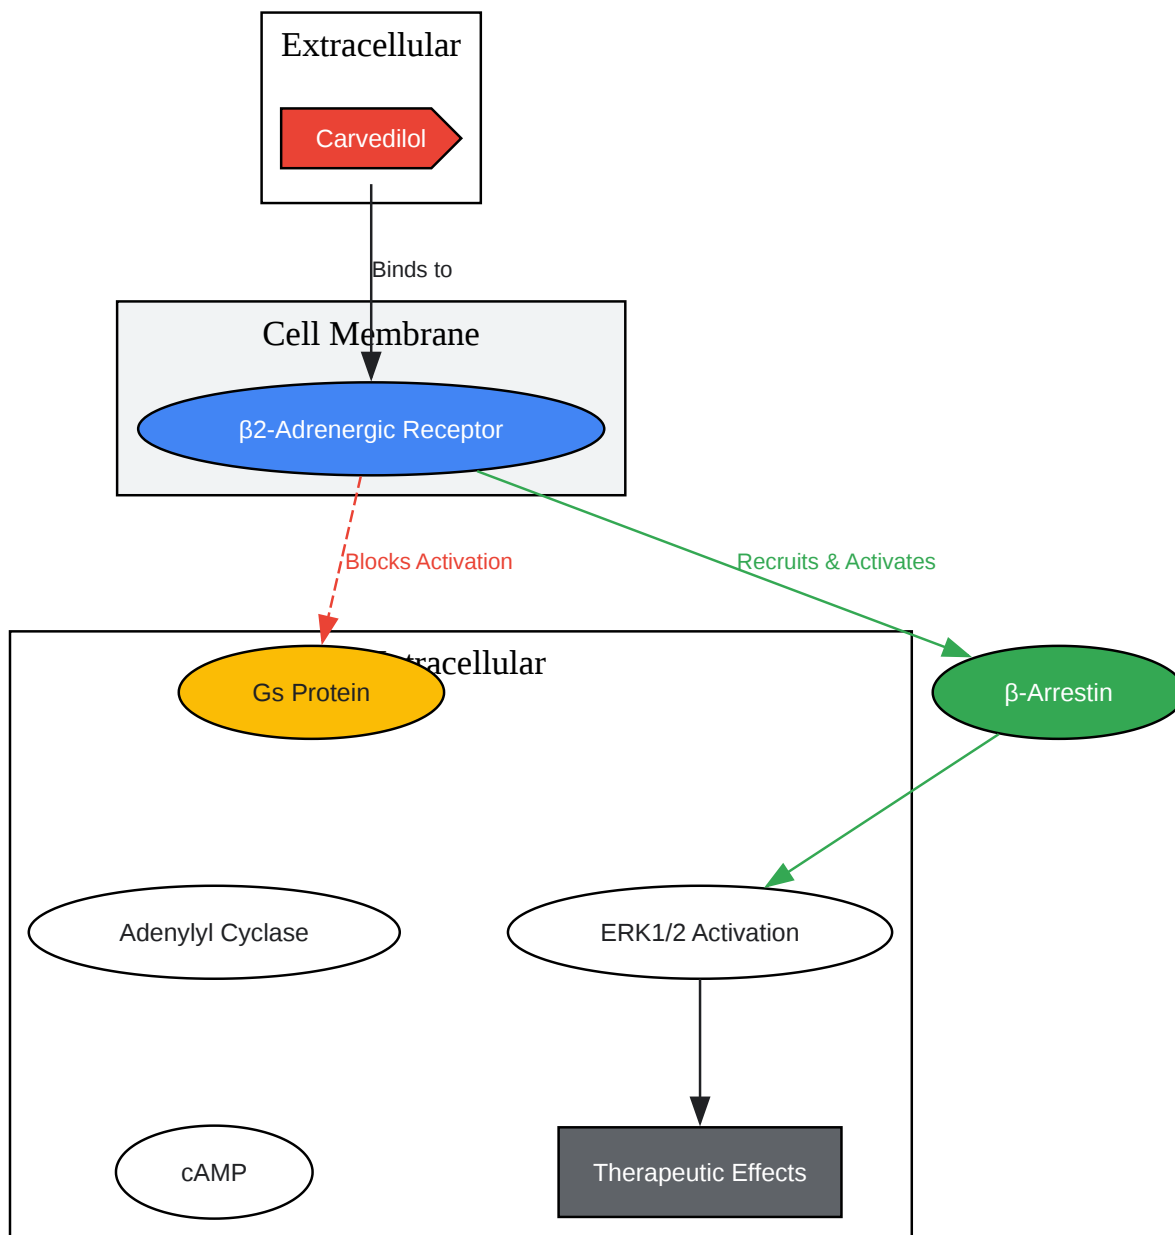 Extracellular
Carvedilol
Binds to
Cell Membrane
β2-Adrenergic Receptor
Blocks Activation
Recruits & Activates
Gs Protein
β-Arrestin
Adenylyl Cyclase
ERK1/2 Activation
cAMP
Therapeutic Effects